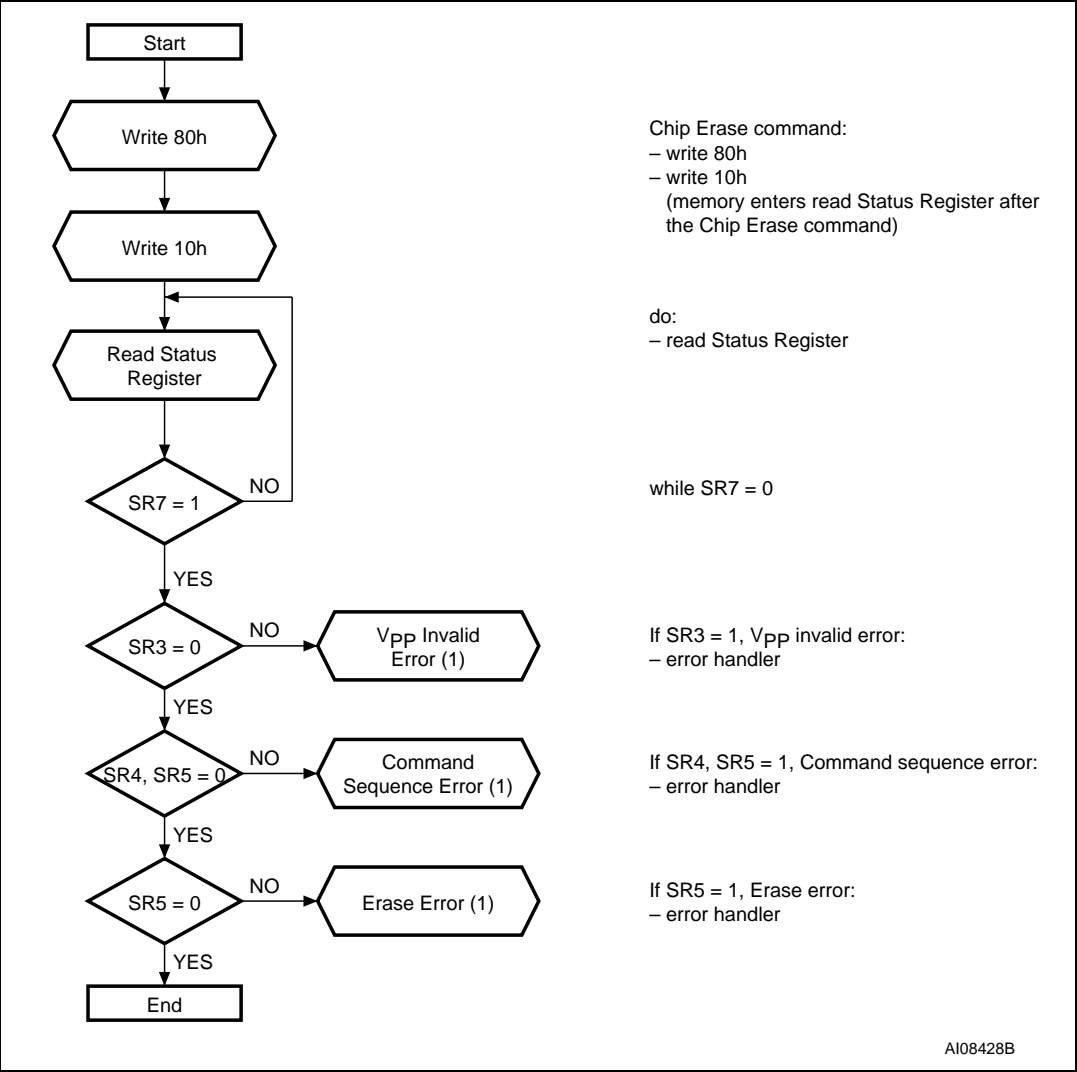 Start
Write 80h
Chip Erase command:
– write 80h
– write 10h
(memory enters read Status Register after
the Chip Erase command)
Write 10h
do:
– read Status Register
Read Status
Register
SR7 = 1
NO
while SR7 = 0
YES
SR3 = 0
NO
VPP Invalid
Error (1)
If SR3 = 1, VPP invalid error:
– error handler
YES
SR4, SR5 = 0
NO
Command
Sequence Error (1)
If SR4, SR5 = 1, Command sequence error:
– error handler
YES
SR5 = 0
NO
Erase Error (1)
If SR5 = 1, Erase error:
– error handler
YES
End
AI08428B